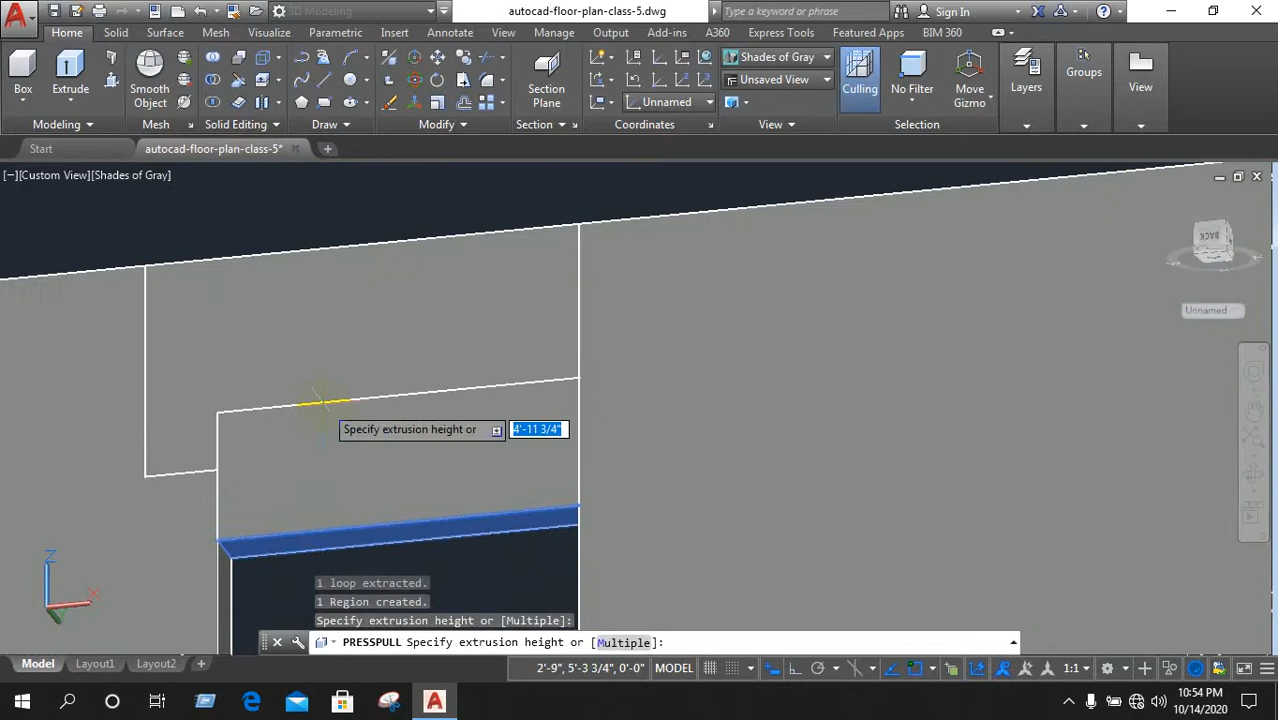 3D Modeling
autocad-floor-plan-class-5.dwg
Type a keyword or phrase
Sign In
Home Solid Surface Mesh Visualize Parametric Insert Annotate View Manage Output Add-ins A360 Express Tools Featured Apps BIM 360
Box
Extrude
Smooth
Object
Section
Plane
Unnamed
Shades of Gray
Unsaved View
Culling
No Filter
Move
Gizmo
Layers
Groups
View
Modeling Mesh Solid Editing Draw Modify Section Coordinates View Selection
Start autocad-floor-plan-class-5*
[−][Custom View][Shades of Gray]
BACK
Unnamed
Specify extrusion height or 4'-11 3/4"
Z
X
1 loop extracted.
1 Region created.
Specify extrusion height or [Multiple]:
PRESSPULL Specify extrusion height or [Multiple]:
Model Layout1 Layout2
2'-9", 5'-3 3/4", 0'-0" MODEL 1:1
10:54 PM
10/14/2020